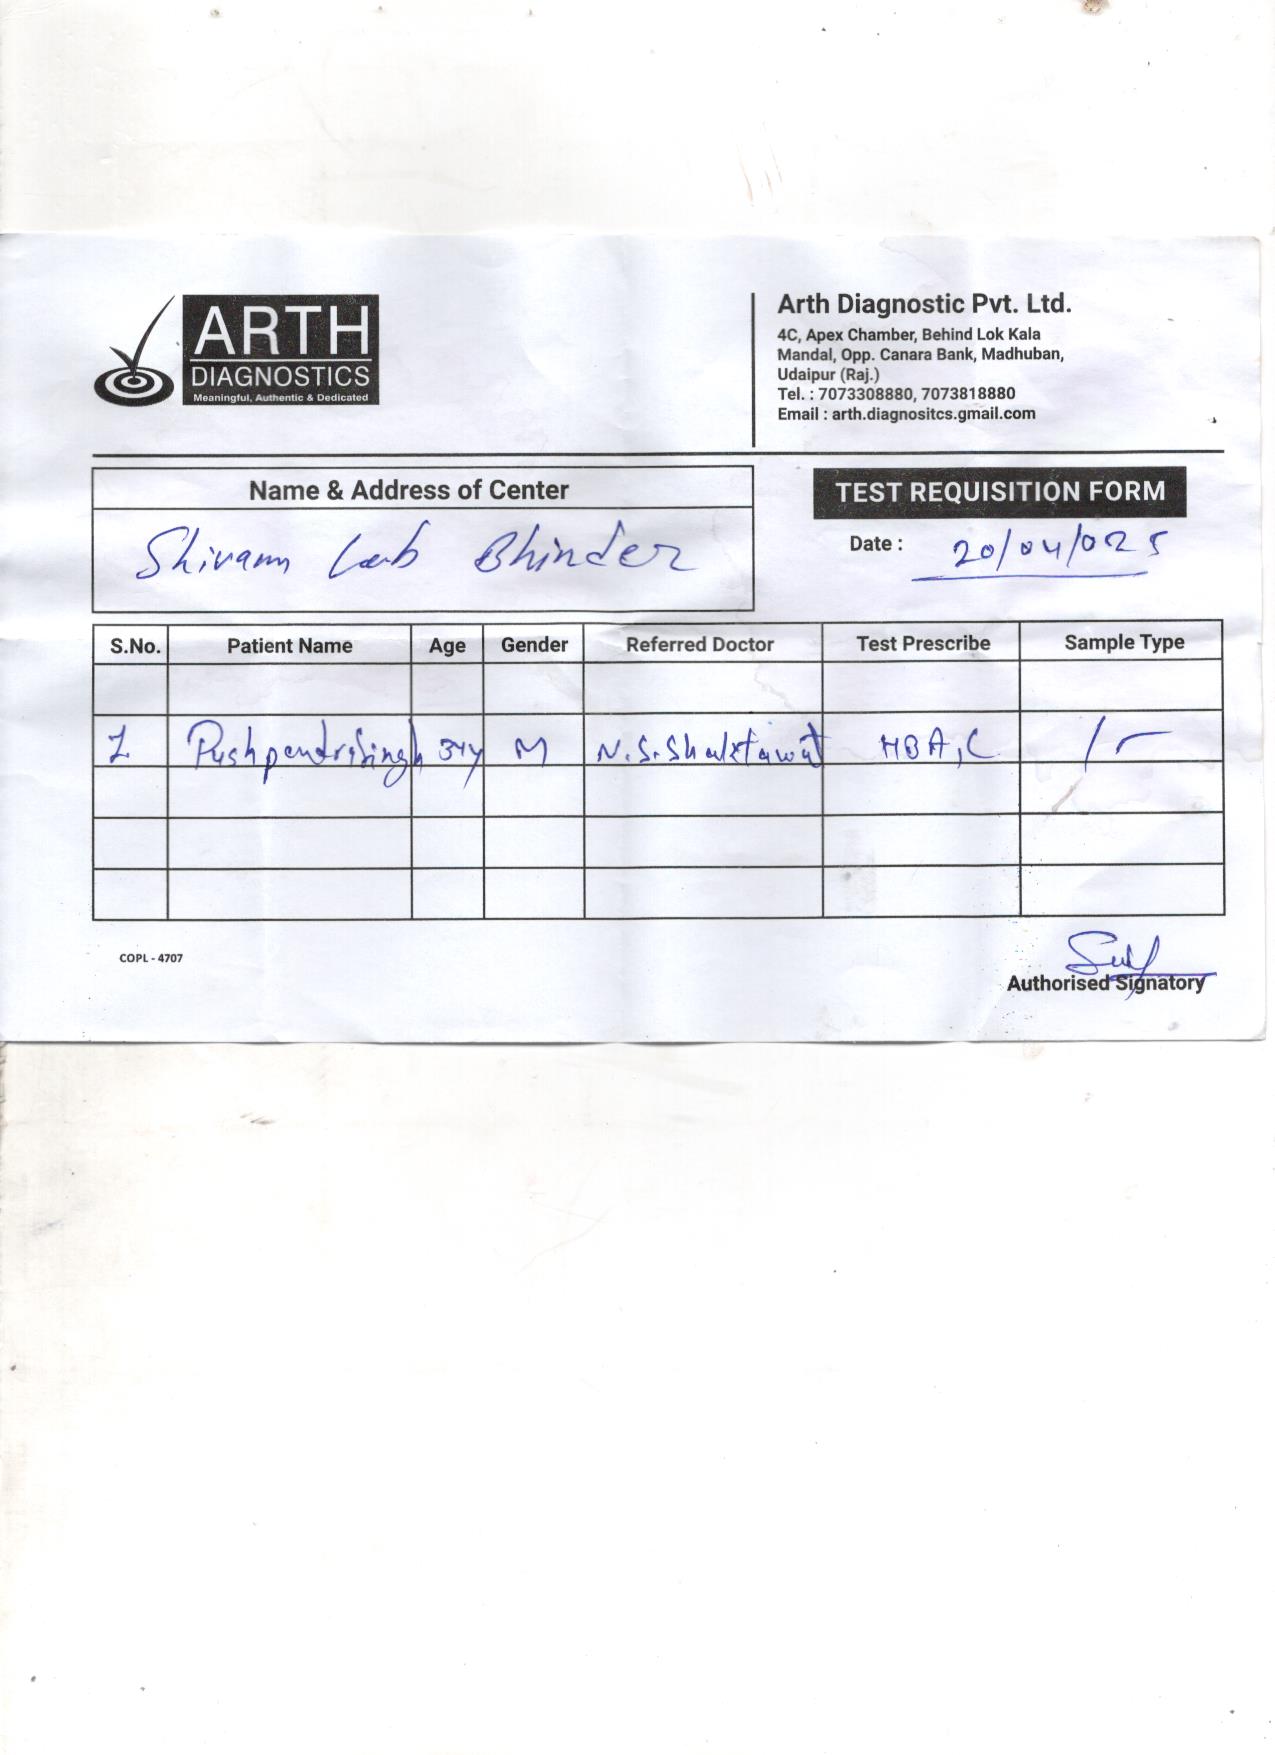 ARTH
DIAGNOSTICS
Meaningful, Authentic & Dedicated
Arth Diagnostic Pvt. Ltd.
4C, Apex Chamber, Behind Lok Kala
Mandal, Opp. Canara Bank, Madhuban,
Udaipur (Raj.)
Tel. : 7073308880, 7073818880
Email : arth.diagnositcs.gmail.com
Name & Address of Center
Shivam Lab Bhinder
TEST REQUISITION FORM
Date : 20/04/025
S.No. Patient Name Age Gender Referred Doctor Test Prescribe Sample Type
1 Pushpendra Singh 34y M N.S. Shaktawat HBA1C
COPL - 4707
Authorised Signatory